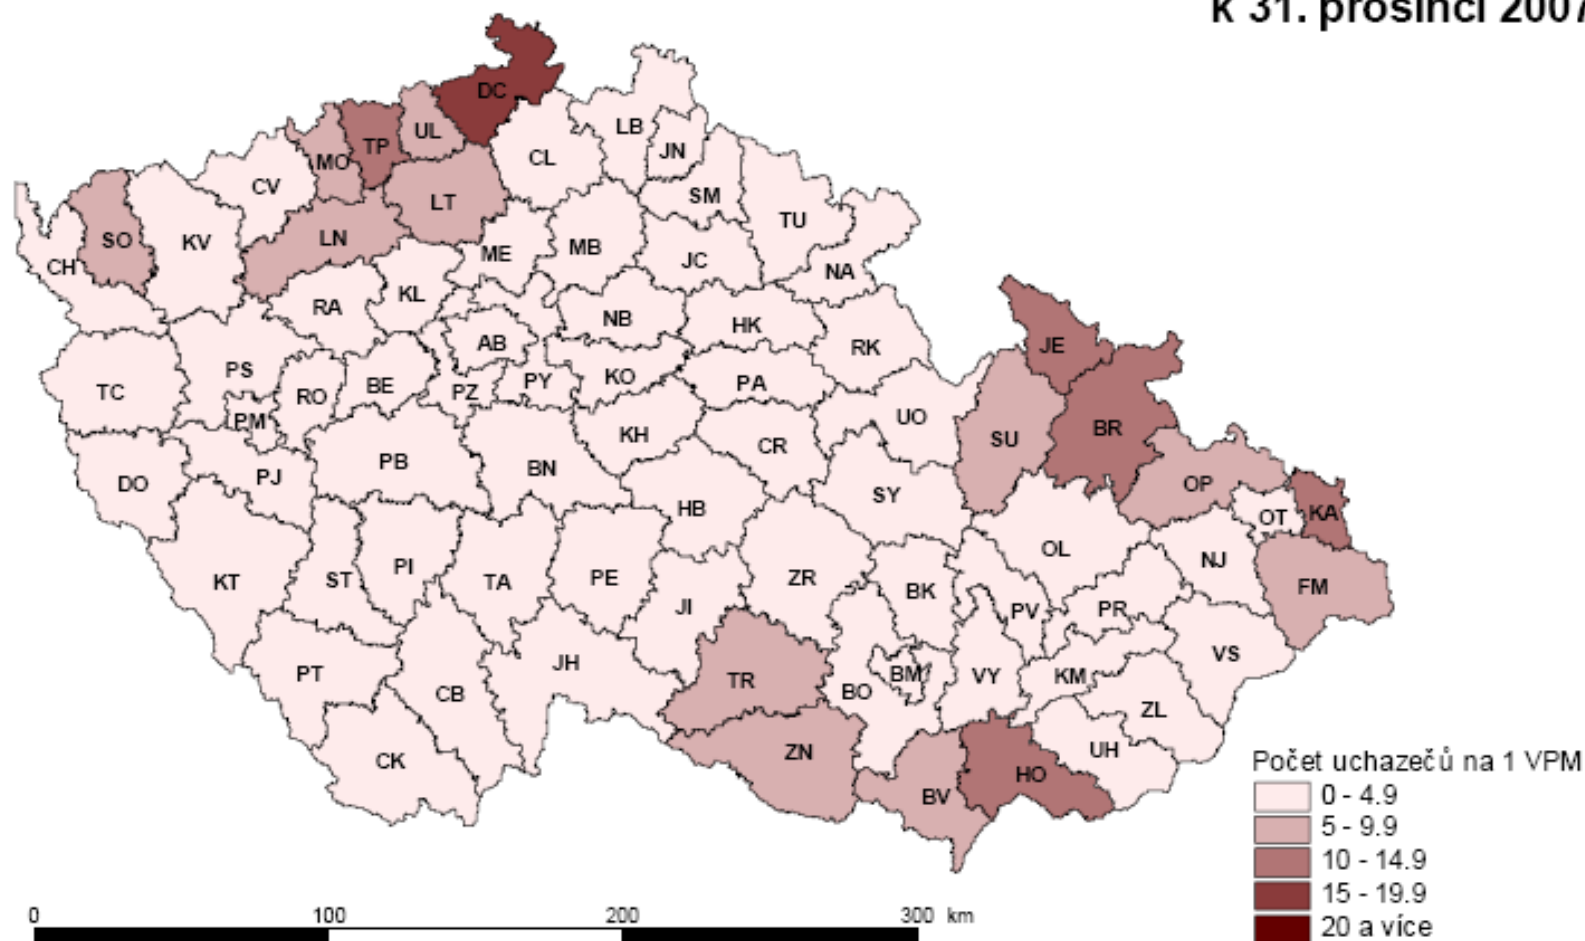 k 31. prosinci 2007
DC
UL
TP
MO
LB
JN
CL
CV
SM
LT
TU
SO
KV
LN
MB
ME
JC
NA
CH
KL
RA
NB
HK
AB
RK
JE
PS
KO
PA
PY
BE
TC
RO
PZ
PM
UO
BR
SU
KH
CR
PB
BN
PJ
DO
OP
SY
HB
KA
OT
OL
NJ
PI
ZR
PE
ST
KT
TA
FM
BK
JI
PV
PR
VS
JH
PT
BM
VY
KM
TR
BO
CB
ZL
UH
ZN
CK
HO
BV
Počet uchazečů na 1 VPM
0 - 4.9
5 - 9.9
10 - 14.9
15 - 19.9
20 a více
0 100 200 300 km